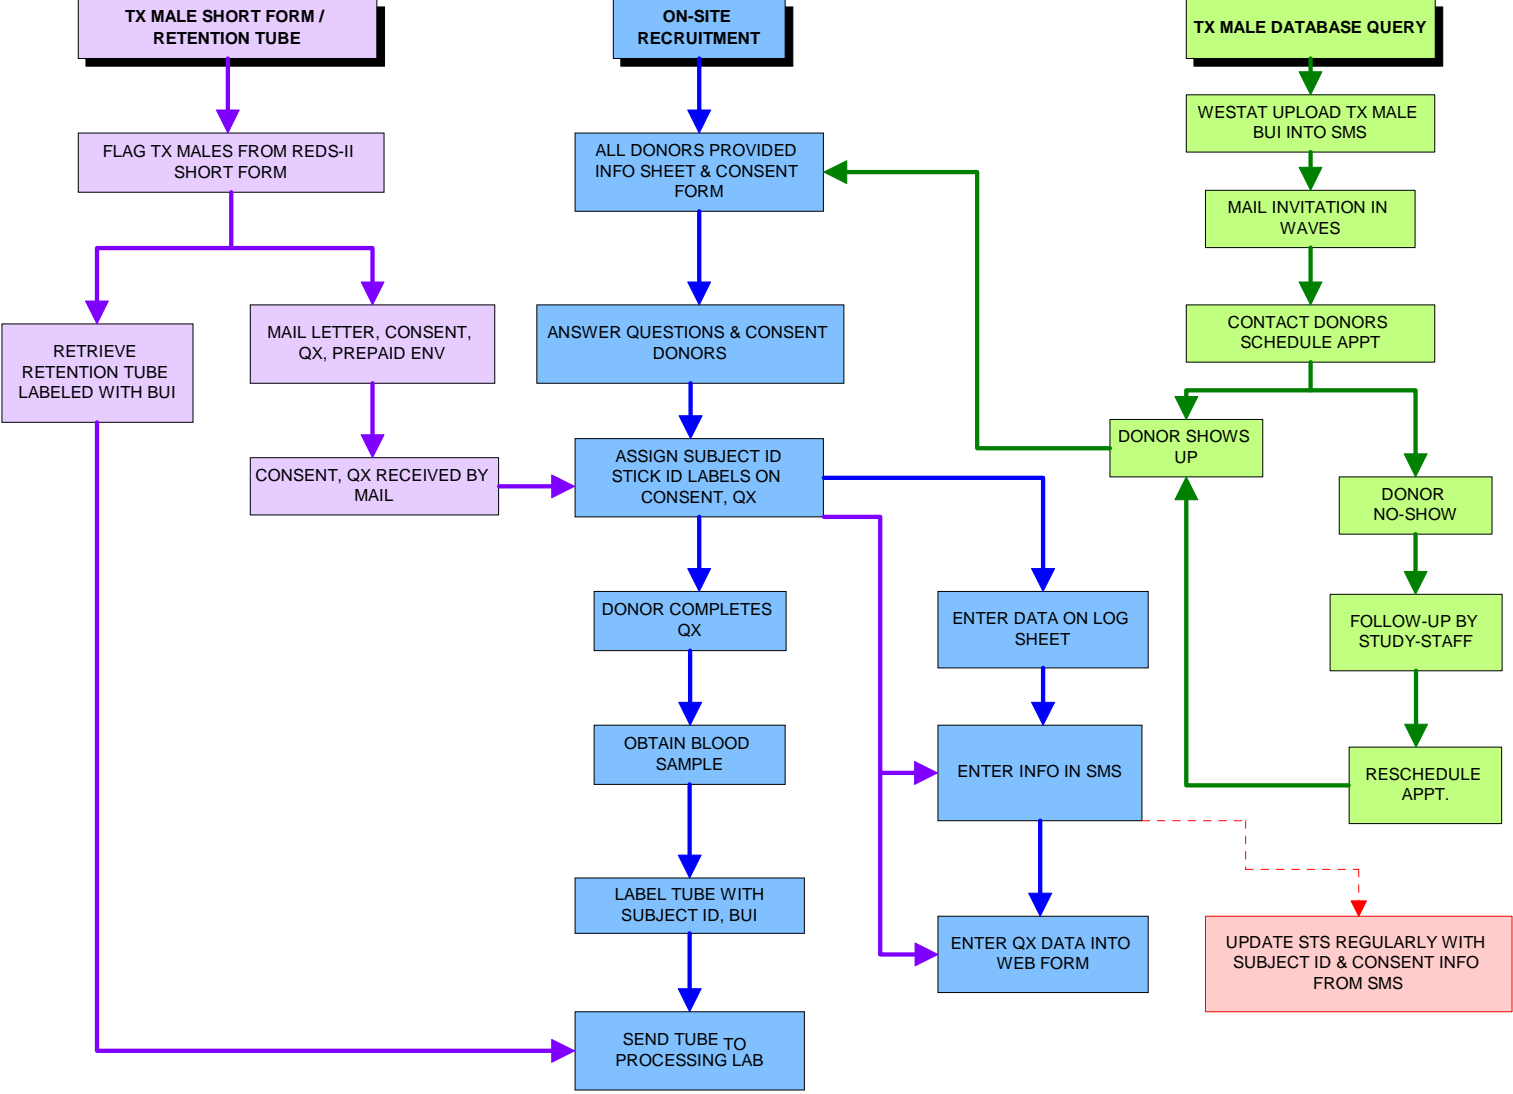 TX MALE SHORT FORM /
RETENTION TUBE
ON-SITE
RECRUITMENT
TX MALE DATABASE QUERY
WESTAT UPLOAD TX MALE
BUI INTO SMS
FLAG TX MALES FROM REDS-II
SHORT FORM
ALL DONORS PROVIDED
INFO SHEET & CONSENT
FORM
MAIL INVITATION IN
WAVES
MAIL LETTER, CONSENT,
QX, PREPAID ENV
ANSWER QUESTIONS & CONSENT
DONORS
CONTACT DONORS
SCHEDULE APPT
RETRIEVE
RETENTION TUBE
LABELED WITH BUI
DONOR SHOWS
UP
CONSENT, QX RECEIVED BY
MAIL
ASSIGN SUBJECT ID
STICK ID LABELS ON
CONSENT, QX
DONOR
NO-SHOW
DONOR COMPLETES
QX
ENTER DATA ON LOG
SHEET
FOLLOW-UP BY
STUDY-STAFF
OBTAIN BLOOD
SAMPLE
ENTER INFO IN SMS
RESCHEDULE
APPT.
LABEL TUBE WITH
SUBJECT ID, BUI
ENTER QX DATA INTO
WEB FORM
UPDATE STS REGULARLY WITH
SUBJECT ID & CONSENT INFO
FROM SMS
SEND TUBE TO
PROCESSING LAB